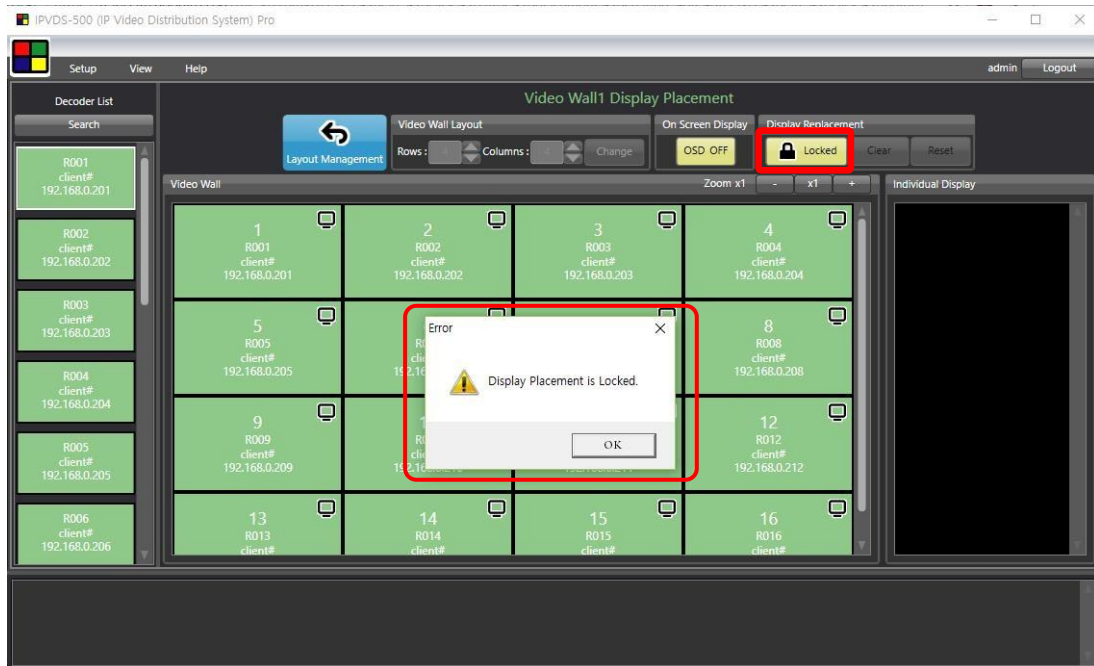 IPVDS-500 (IP Video Distribution System) Pro
Setup View Help
admin Logout
Decoder List
Search
R001
client#
192.168.0.201
R002
client#
192.168.0.202
R003
client#
192.168.0.203
R004
client#
192.168.0.204
R005
client#
192.168.0.205
R006
client#
192.168.0.206
Video Wall1 Display Placement
Layout Management
Video Wall Layout
Rows : 4 Columns : 4 Change
On Screen Display
OSD OFF
Display Replacement
Locked Clear Reset
Video Wall
Zoom x1 - x1 +
1
R001
client#
192.168.0.201
2
R002
client#
192.168.0.202
3
R003
client#
192.168.0.203
4
R004
client#
192.168.0.204
5
R005
client#
192.168.0.205
8
R008
client#
192.168.0.208
9
R009
client#
192.168.0.209
12
R012
client#
192.168.0.212
13
R013
client#
14
R014
client#
15
R015
client#
16
R016
client#
Error
Display Placement is Locked.
OK
Individual Display